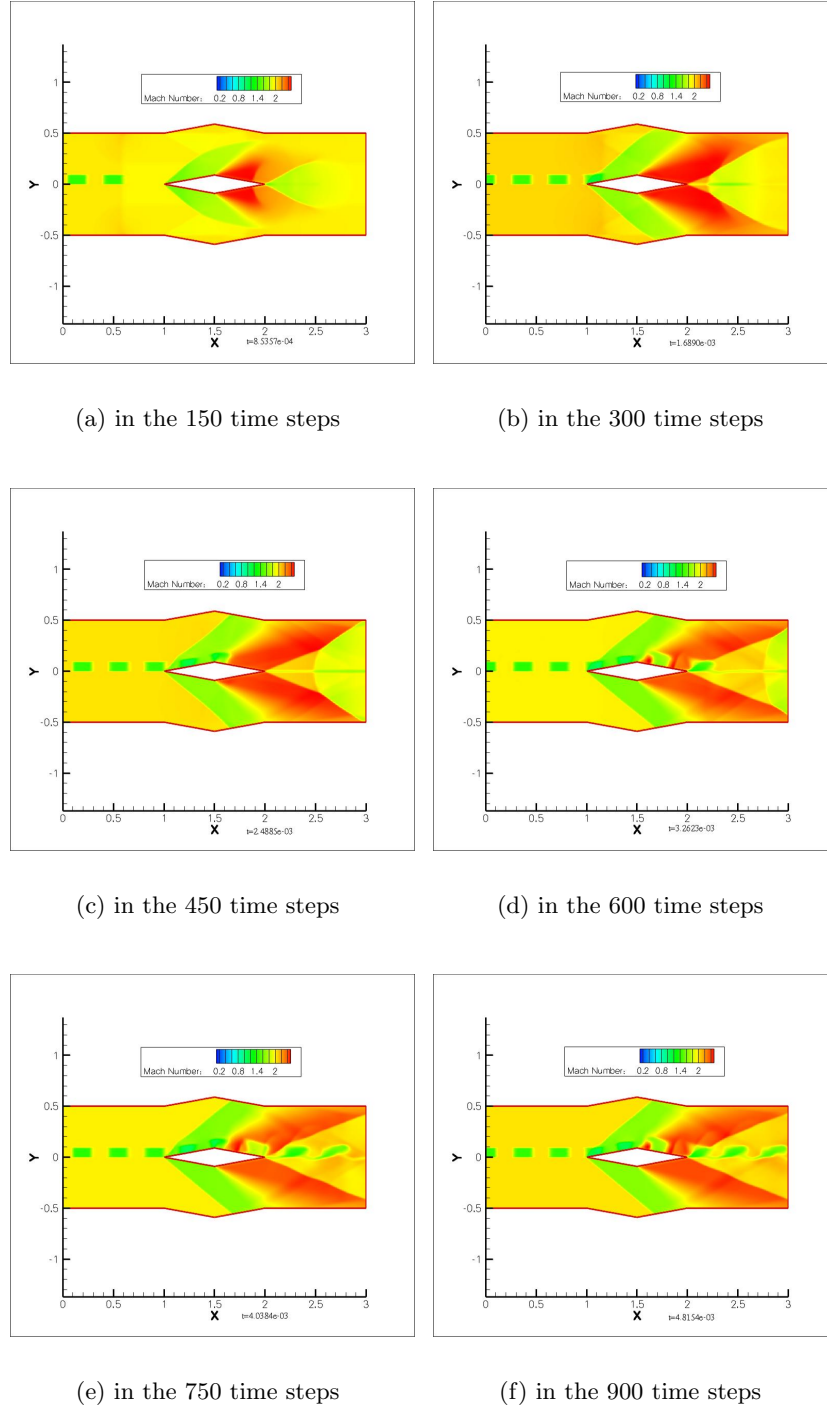 Mach Number: 0.2 0.8 1.4 2
1
0.5
0
-0.5
-1
Y
0 0.5 1 1.5 2 2.5 3
X
t=8.5357e-04
(a) in the 150 time steps
Mach Number: 0.2 0.8 1.4 2
1
0.5
0
-0.5
-1
Y
0 0.5 1 1.5 2 2.5 3
X
t=1.6890e-03
(b) in the 300 time steps
Mach Number: 0.2 0.8 1.4 2
1
0.5
0
-0.5
-1
Y
0 0.5 1 1.5 2 2.5 3
X
t=2.4885e-03
(c) in the 450 time steps
Mach Number: 0.2 0.8 1.4 2
1
0.5
0
-0.5
-1
Y
0 0.5 1 1.5 2 2.5 3
X
t=3.2623e-03
(d) in the 600 time steps
Mach Number: 0.2 0.8 1.4 2
1
0.5
0
-0.5
-1
Y
0 0.5 1 1.5 2 2.5 3
X
t=4.0384e-03
(e) in the 750 time steps
Mach Number: 0.2 0.8 1.4 2
1
0.5
0
-0.5
-1
Y
0 0.5 1 1.5 2 2.5 3
X
t=4.8154e-03
(f) in the 900 time steps